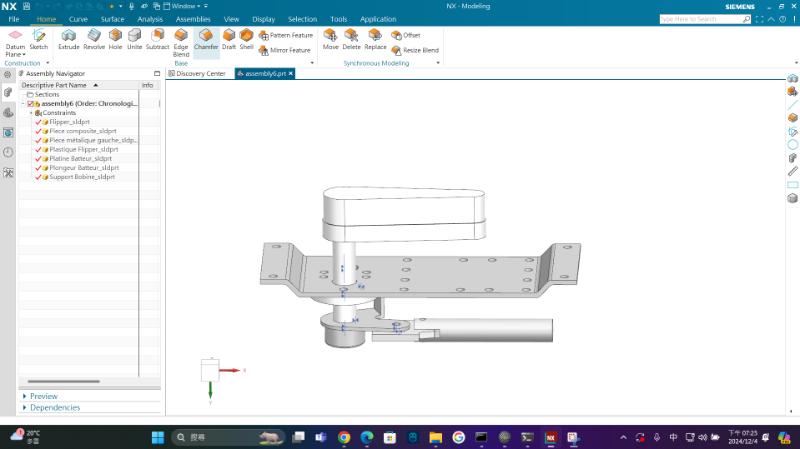 NX
Window
NX - Modeling
File
Home
Curve
Surface
Analysis
Assemblies
View
Display
Selection
Tools
Application
Type here to Search
SIEMENS
Datum Plane
Sketch
Extrude
Revolve
Hole
Unite
Subtract
Edge Blend
Chamfer
Draft
Shell
Pattern Feature
Mirror Feature
Move
Delete
Replace
Offset
Resize Blend
Construction
Base
Synchronous Modeling
Assembly Navigator
Discovery Center
assembly6.prt
Descriptive Part Name
Info
Sections
assembly6 (Order: Chronologi...
Constraints
Flipper_sldprt
Piece composite_sldprt
Piece métalique gauche_sldp...
Plastique Flipper_sldprt
Platine Batteur_sldprt
Plongeur Batteur_sldprt
Support Bobine_sldprt
X
Y
Preview
Dependencies
20°C
多雲
搜尋
中
下午 07:25
2024/12/4